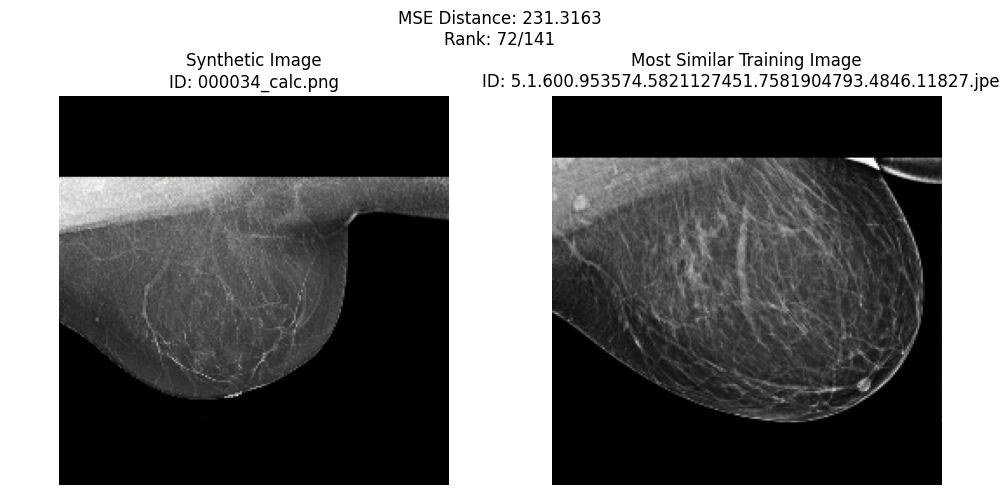 MSE Distance: 231.3163
Rank: 72/141
Synthetic Image
ID: 000034_calc.png
Most Similar Training Image
ID: 5.1.600.953574.5821127451.7581904793.4846.11827.jpe